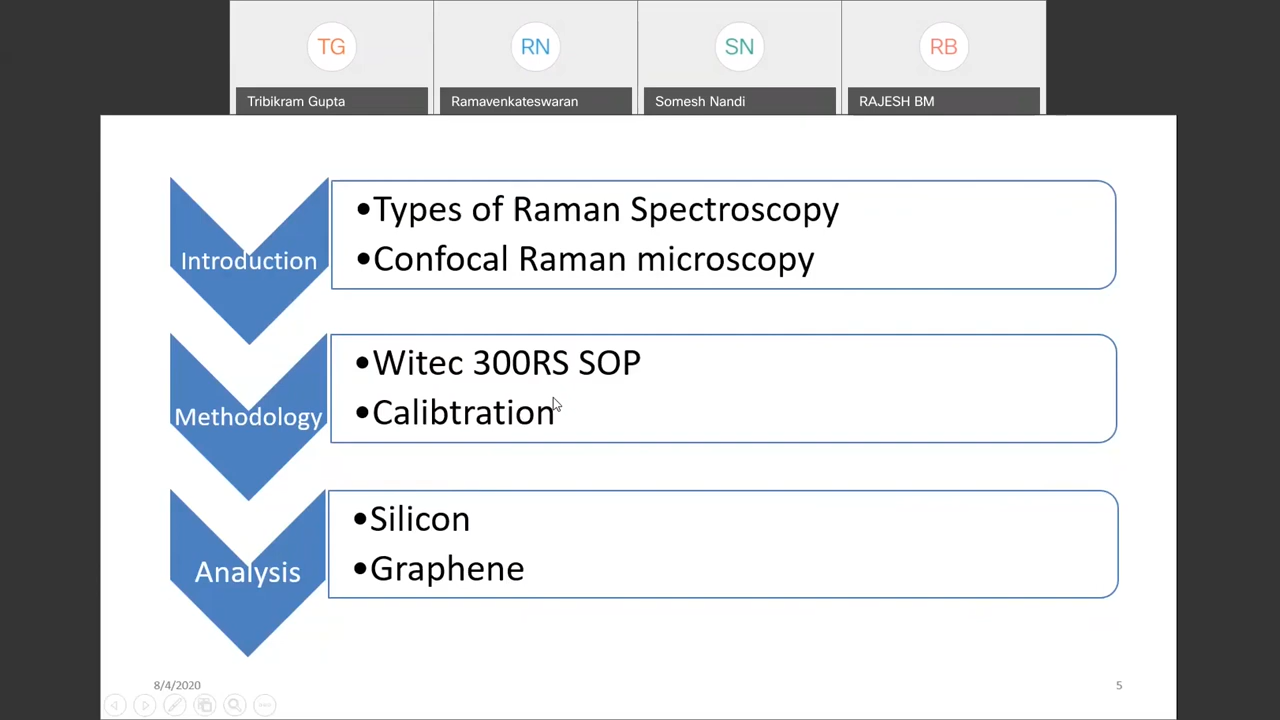 TG
RN
SN
RB
Tribikram Gupta
Ramavenkateswaran
Somesh Nandi
RAJESH BM
Introduction
•Types of Raman Spectroscopy
•Confocal Raman microscopy
Methodology
•Witec 300RS SOP
•Calibtration
Analysis
•Silicon
•Graphene
8/4/2020
5